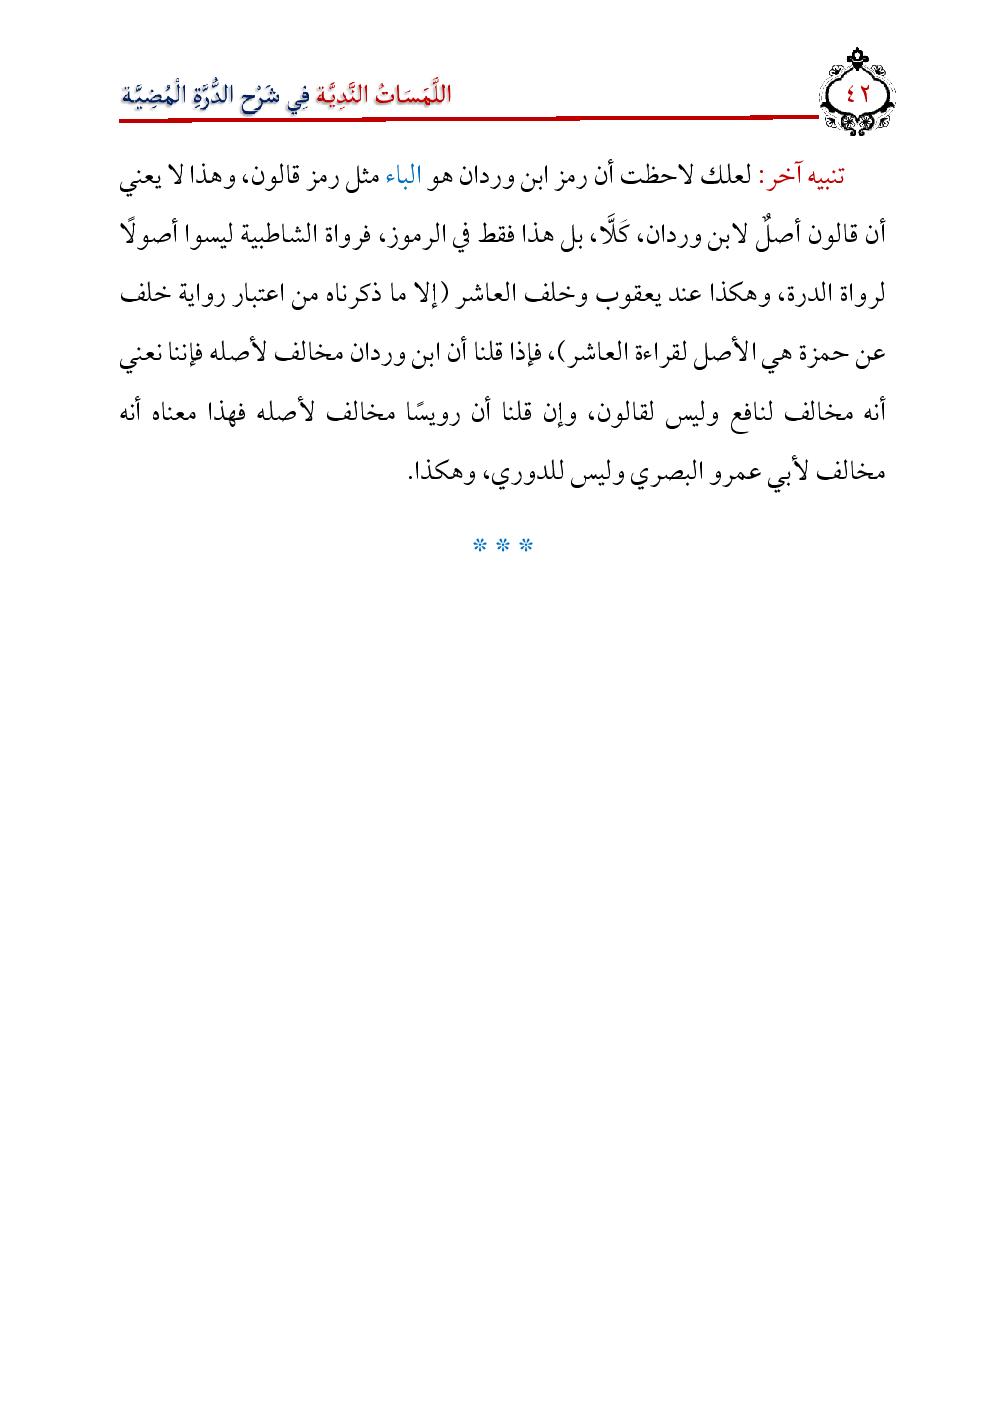 ٤٢
اللَّمَسَاتُ النَّدِيَّة فِي شَرْح الدُّرَّةِ الْمُضِيَّة
تنبيه آخر: لعلك لاحظت أن رمز ابن وردان هو الباء مثل رمز قالون، وهذا لا يعني
أن قالون أصلٌ لابن وردان، كَلَّا، بل هذا فقط في الرموز، فرواة الشاطبية ليسوا أصولًا
لرواة الدرة، وهكذا عند يعقوب وخلف العاشر (إلا ما ذكرناه من اعتبار رواية خلف
عن حمزة هي الأصل لقراءة العاشر)، فإذا قلنا أن ابن وردان مخالف لأصله فإننا نعني
أنه مخالف لنافع وليس لقالون، وإن قلنا أن رويسًا مخالف لأصله فهذا معناه أنه
مخالف لأبي عمرو البصري وليس للدوري، وهكذا.
* * *